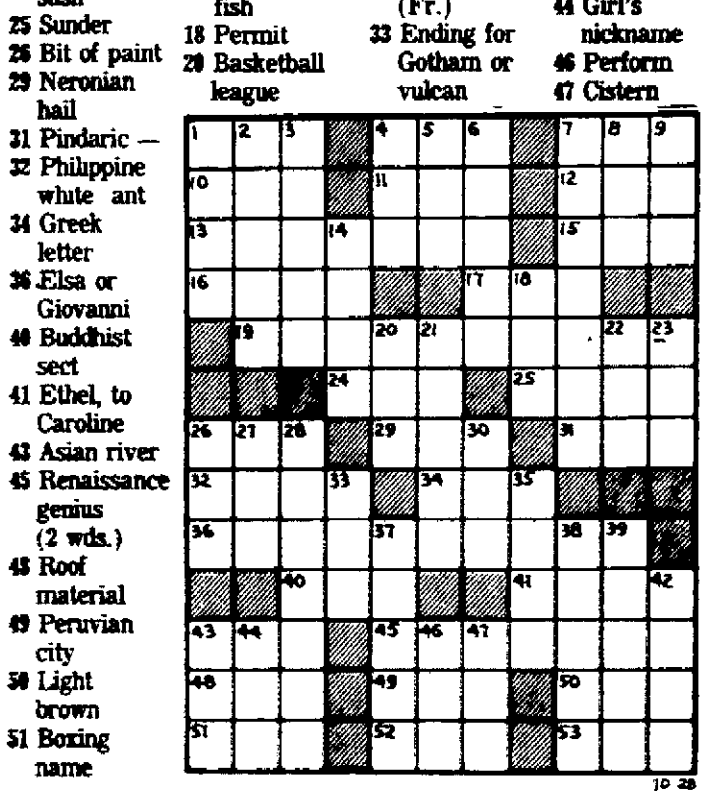 sash
25 Sunder
26 Bit of paint
29 Neronian
hail
31 Pindaric —
32 Philippine
white ant
34 Greek
letter
36 Elsa or
Giovanni
40 Buddhist
sect
41 Ethel, to
Caroline
43 Asian river
45 Renaissance
genius
(2 wds.)
48 Roof
material
49 Peruvian
city
50 Light
brown
51 Boxing
name
fish
18 Permit
20 Basketball
league
(Fr.)
33 Ending for
Gotham or
vulcan
44 Girl's
nickname
46 Perform
47 Cistern
1 2 3 4 5 6 7 8 9
10 11 12
13 14 15
16 17 18
19 20 21 22 23
24 25
26 27 28 29 30 31
32 33 34 35
36 37 38 39
40 41 42
43 44 45 46 47
48 49 50
51 52 53
10 28